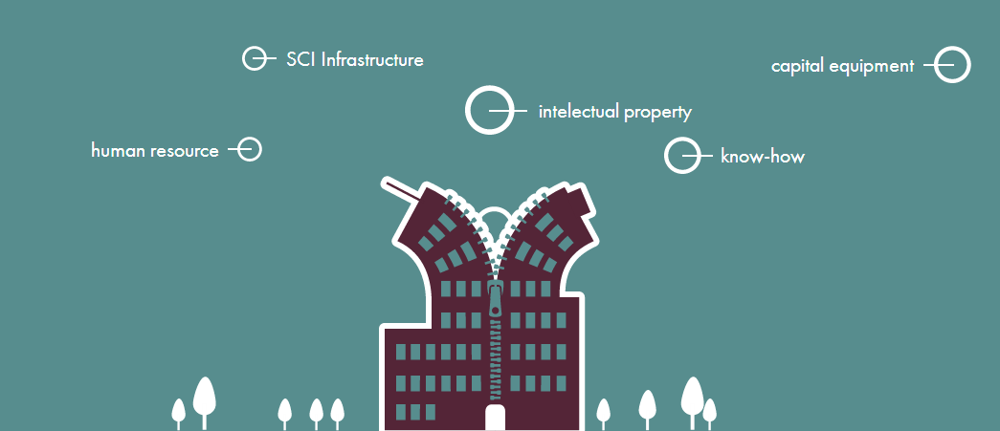 SCI Infrastructure
capital equipment
intelectual property
human resource
know-how